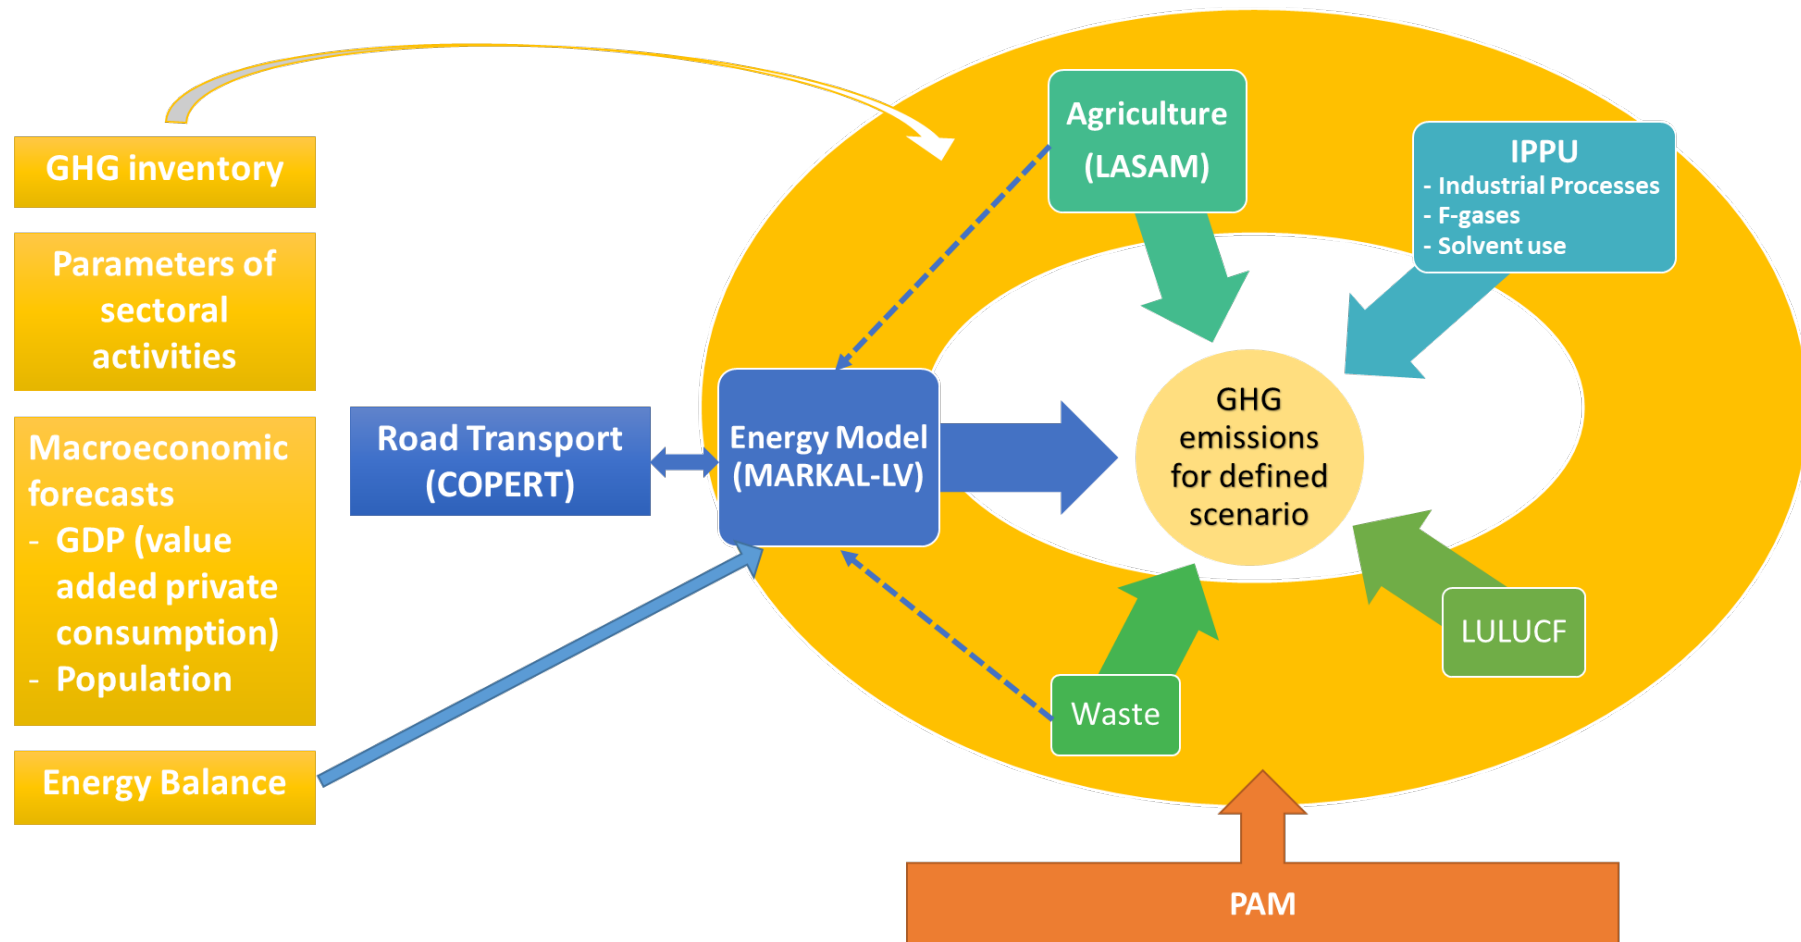 GHG inventory
Parameters of
sectoral
activities
Macroeconomic
forecasts
- GDP (value
added private
consumption)
- Population
Energy Balance
Road Transport
(COPERT)
Energy Model
(MARKAL-LV)
Agriculture
(LASAM)
IPPU
- Industrial Processes
- F-gases
- Solvent use
GHG
emissions
for defined
scenario
LULUCF
Waste
PAM